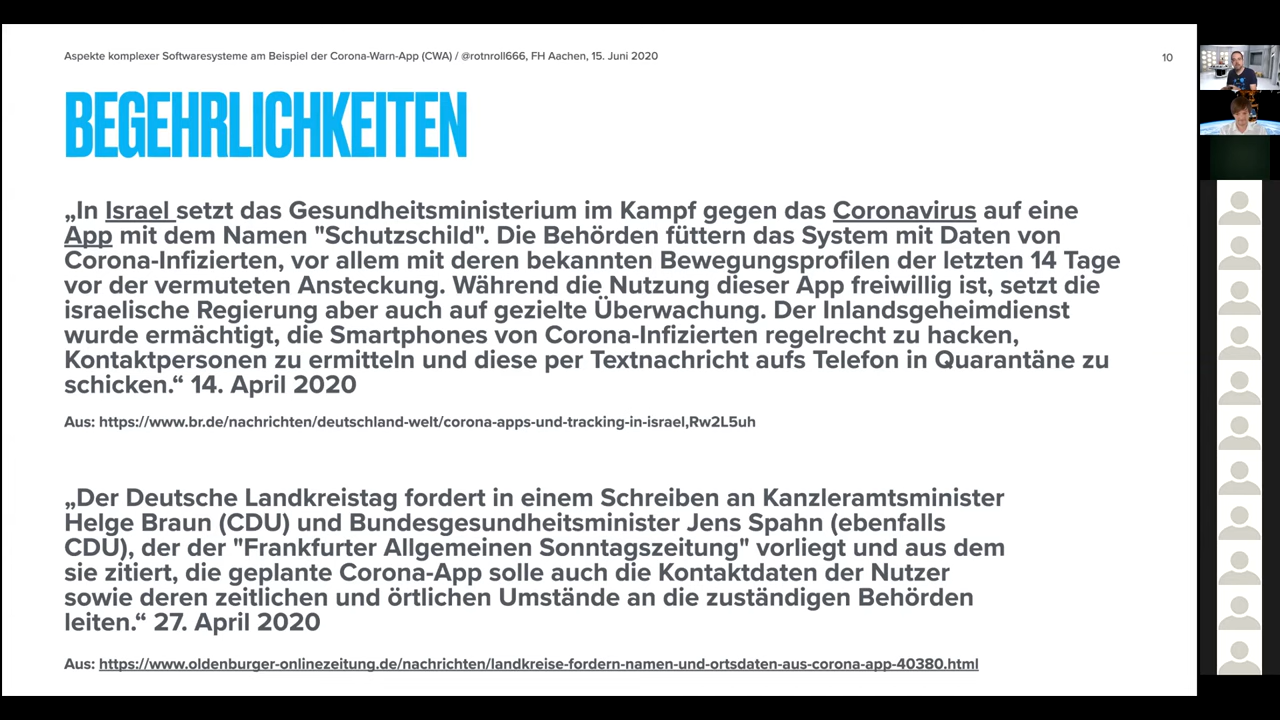 Aspekte komplexer Softwaresysteme am Beispiel der Corona-Warn-App (CWA) / @rotnroll666, FH Aachen, 15. Juni 2020
10
BEGEHRLICHKEITEN
„In Israel setzt das Gesundheitsministerium im Kampf gegen das Coronavirus auf eine
App mit dem Namen "Schutzschild". Die Behörden füttern das System mit Daten von
Corona-Infizierten, vor allem mit deren bekannten Bewegungsprofilen der letzten 14 Tage
vor der vermuteten Ansteckung. Während die Nutzung dieser App freiwillig ist, setzt die
israelische Regierung aber auch auf gezielte Überwachung. Der Inlandsgeheimdienst
wurde ermächtigt, die Smartphones von Corona-Infizierten regelrecht zu hacken,
Kontaktpersonen zu ermitteln und diese per Textnachricht aufs Telefon in Quarantäne zu
schicken.“ 14. April 2020
Aus: https://www.br.de/nachrichten/deutschland-welt/corona-apps-und-tracking-in-israel,Rw2L5uh
„Der Deutsche Landkreistag fordert in einem Schreiben an Kanzleramtsminister
Helge Braun (CDU) und Bundesgesundheitsminister Jens Spahn (ebenfalls
CDU), der der "Frankfurter Allgemeinen Sonntagszeitung" vorliegt und aus dem
sie zitiert, die geplante Corona-App solle auch die Kontaktdaten der Nutzer
sowie deren zeitlichen und örtlichen Umstände an die zuständigen Behörden
leiten.“ 27. April 2020
Aus: https://www.oldenburger-onlinezeitung.de/nachrichten/landkreise-fordern-namen-und-ortsdaten-aus-corona-app-40380.html